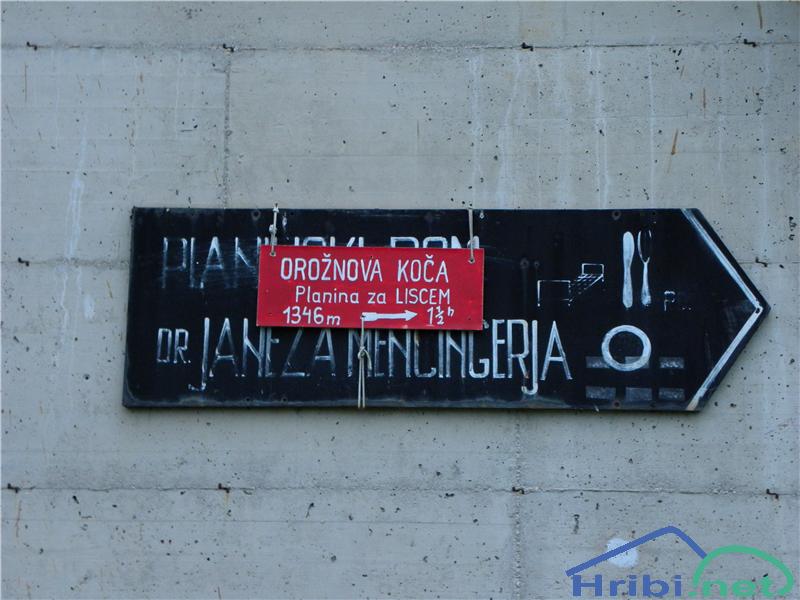 OROŽNOVA KOČA
Planina za LISCEM
1346m 1½h
DR. JANEZA MENCINGERJA
Hribi.net